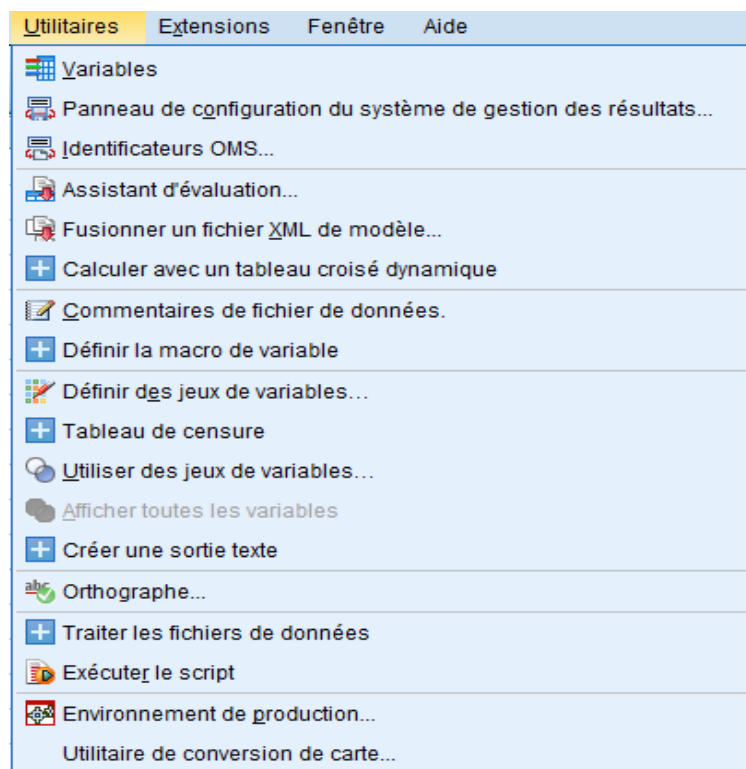 Utilitaires Extensions Fenêtre Aide
Variables
Panneau de configuration du système de gestion des résultats...
Identificateurs OMS...
Assistant d'évaluation...
Fusionner un fichier XML de modèle...
Calculer avec un tableau croisé dynamique
Commentaires de fichier de données.
Définir la macro de variable
Définir des jeux de variables...
Tableau de censure
Utiliser des jeux de variables...
Afficher toutes les variables
Créer une sortie texte
abc Orthographe...
Traiter les fichiers de données
Exécuter le script
Environnement de production...
Utilitaire de conversion de carte...